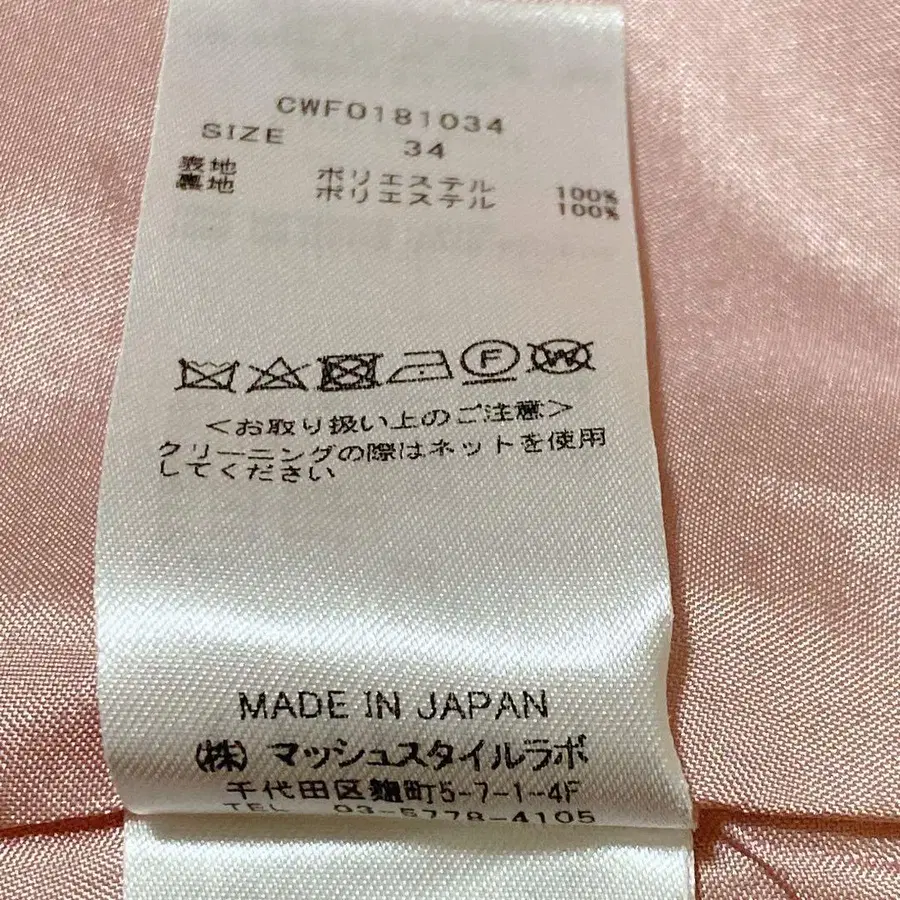 CWF0181034
SIZE 34
表地 ポリエステル 100%
裏地 ポリエステル 100%
F W
<お取り扱い上のご注意>
クリーニングの際はネットを使用
してください
MADE IN JAPAN
(株)マッシュスタイルラボ
千代田区麹町5-7-1-4F
TEL 03-5778-4105